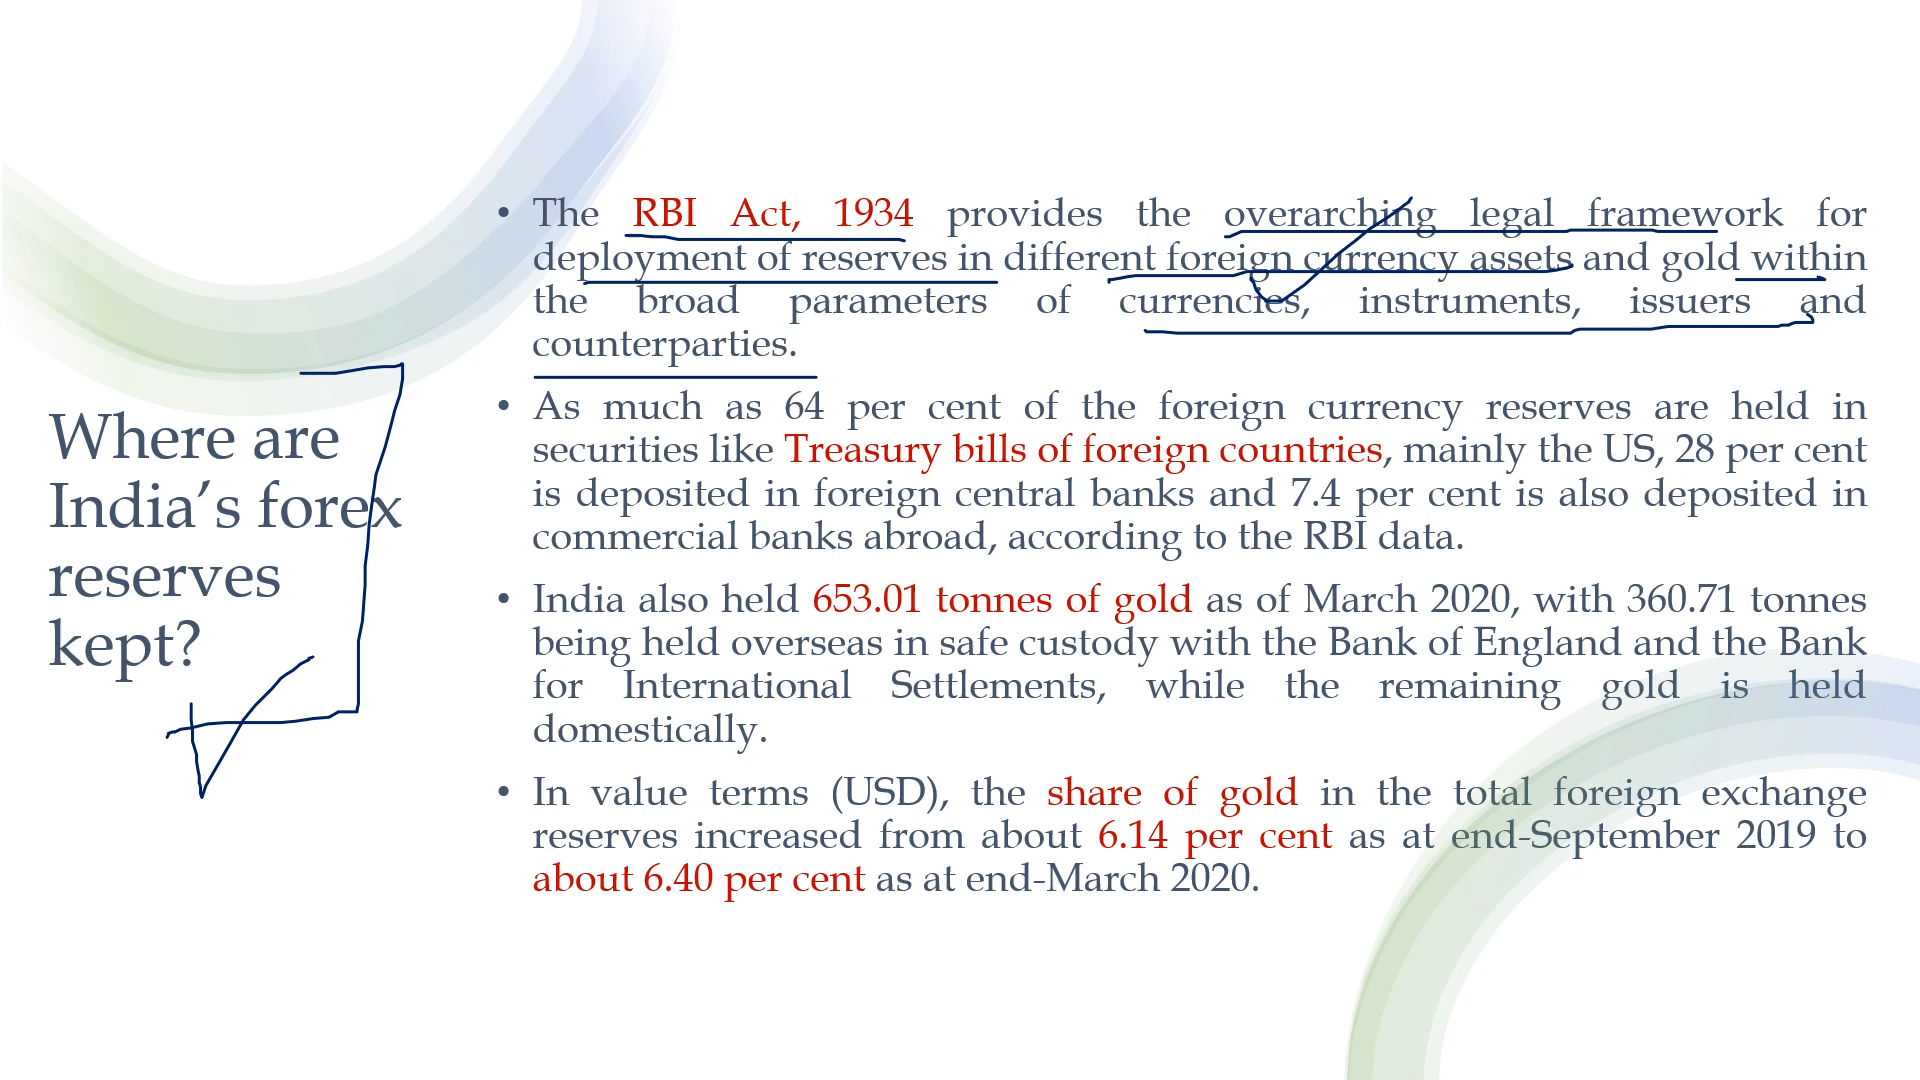 Where are
India’s forex
reserves
kept?
• The RBI Act, 1934 provides the overarching legal framework for
deployment of reserves in different foreign currency assets and gold within
the broad parameters of currencies, instruments, issuers and
counterparties.
• As much as 64 per cent of the foreign currency reserves are held in
securities like Treasury bills of foreign countries, mainly the US, 28 per cent
is deposited in foreign central banks and 7.4 per cent is also deposited in
commercial banks abroad, according to the RBI data.
• India also held 653.01 tonnes of gold as of March 2020, with 360.71 tonnes
being held overseas in safe custody with the Bank of England and the Bank
for International Settlements, while the remaining gold is held
domestically.
• In value terms (USD), the share of gold in the total foreign exchange
reserves increased from about 6.14 per cent as at end-September 2019 to
about 6.40 per cent as at end-March 2020.